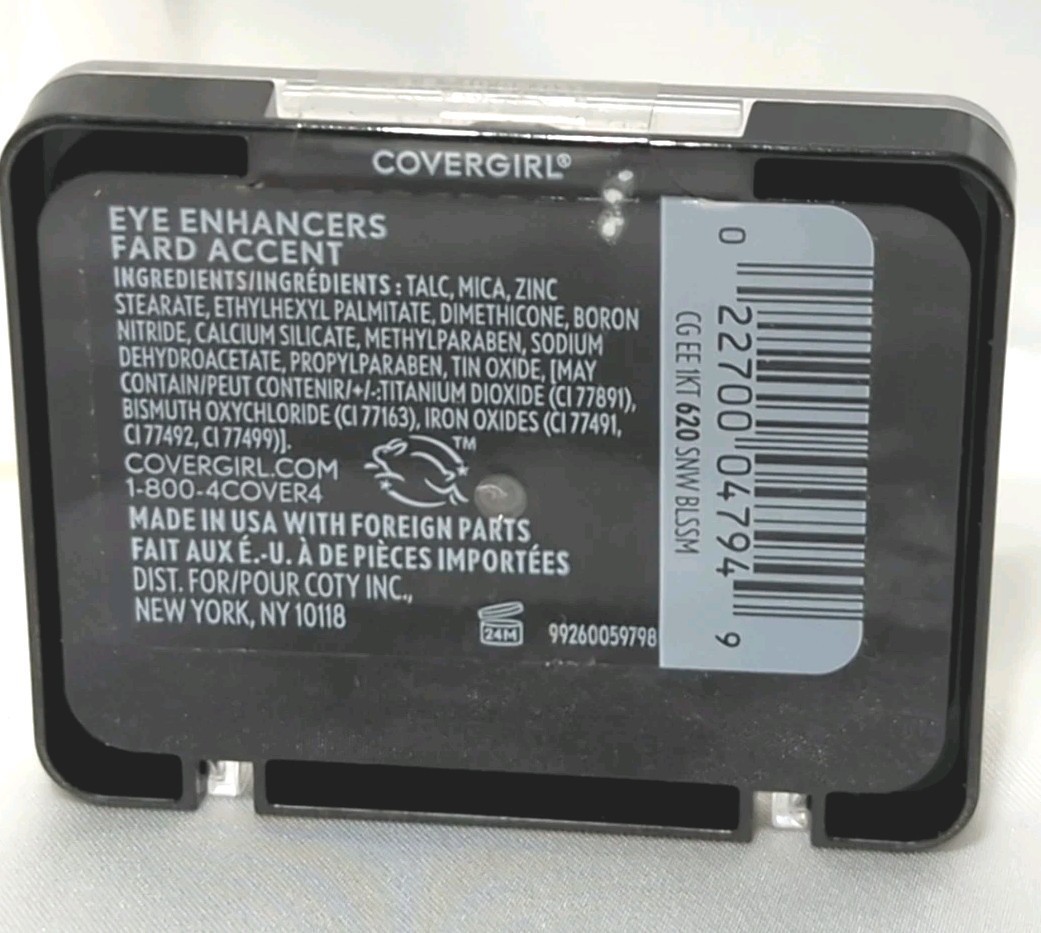 COVERGIRL®
EYE ENHANCERS
FARD ACCENT
INGREDIENTS/INGRÉDIENTS : TALC, MICA, ZINC
STEARATE, ETHYLHEXYL PALMITATE, DIMETHICONE, BORON
NITRIDE, CALCIUM SILICATE, METHYLPARABEN, SODIUM
DEHYDROACETATE, PROPYLPARABEN, TIN OXIDE, [MAY
CONTAIN/PEUT CONTENIR/+/-:TITANIUM DIOXIDE (CI 77891),
BISMUTH OXYCHLORIDE (CI 77163), IRON OXIDES (CI 77491,
CI 77492, CI 77499)].
COVERGIRL.COM
1-800-4COVER4
TM
MADE IN USA WITH FOREIGN PARTS
FAIT AUX É.-U. À DE PIÈCES IMPORTÉES
DIST. FOR/POUR COTY INC.,
NEW YORK, NY 10118
24M
99260059798
CG EE 1KT 620 SNW BLSSM
0 22700 04794 9